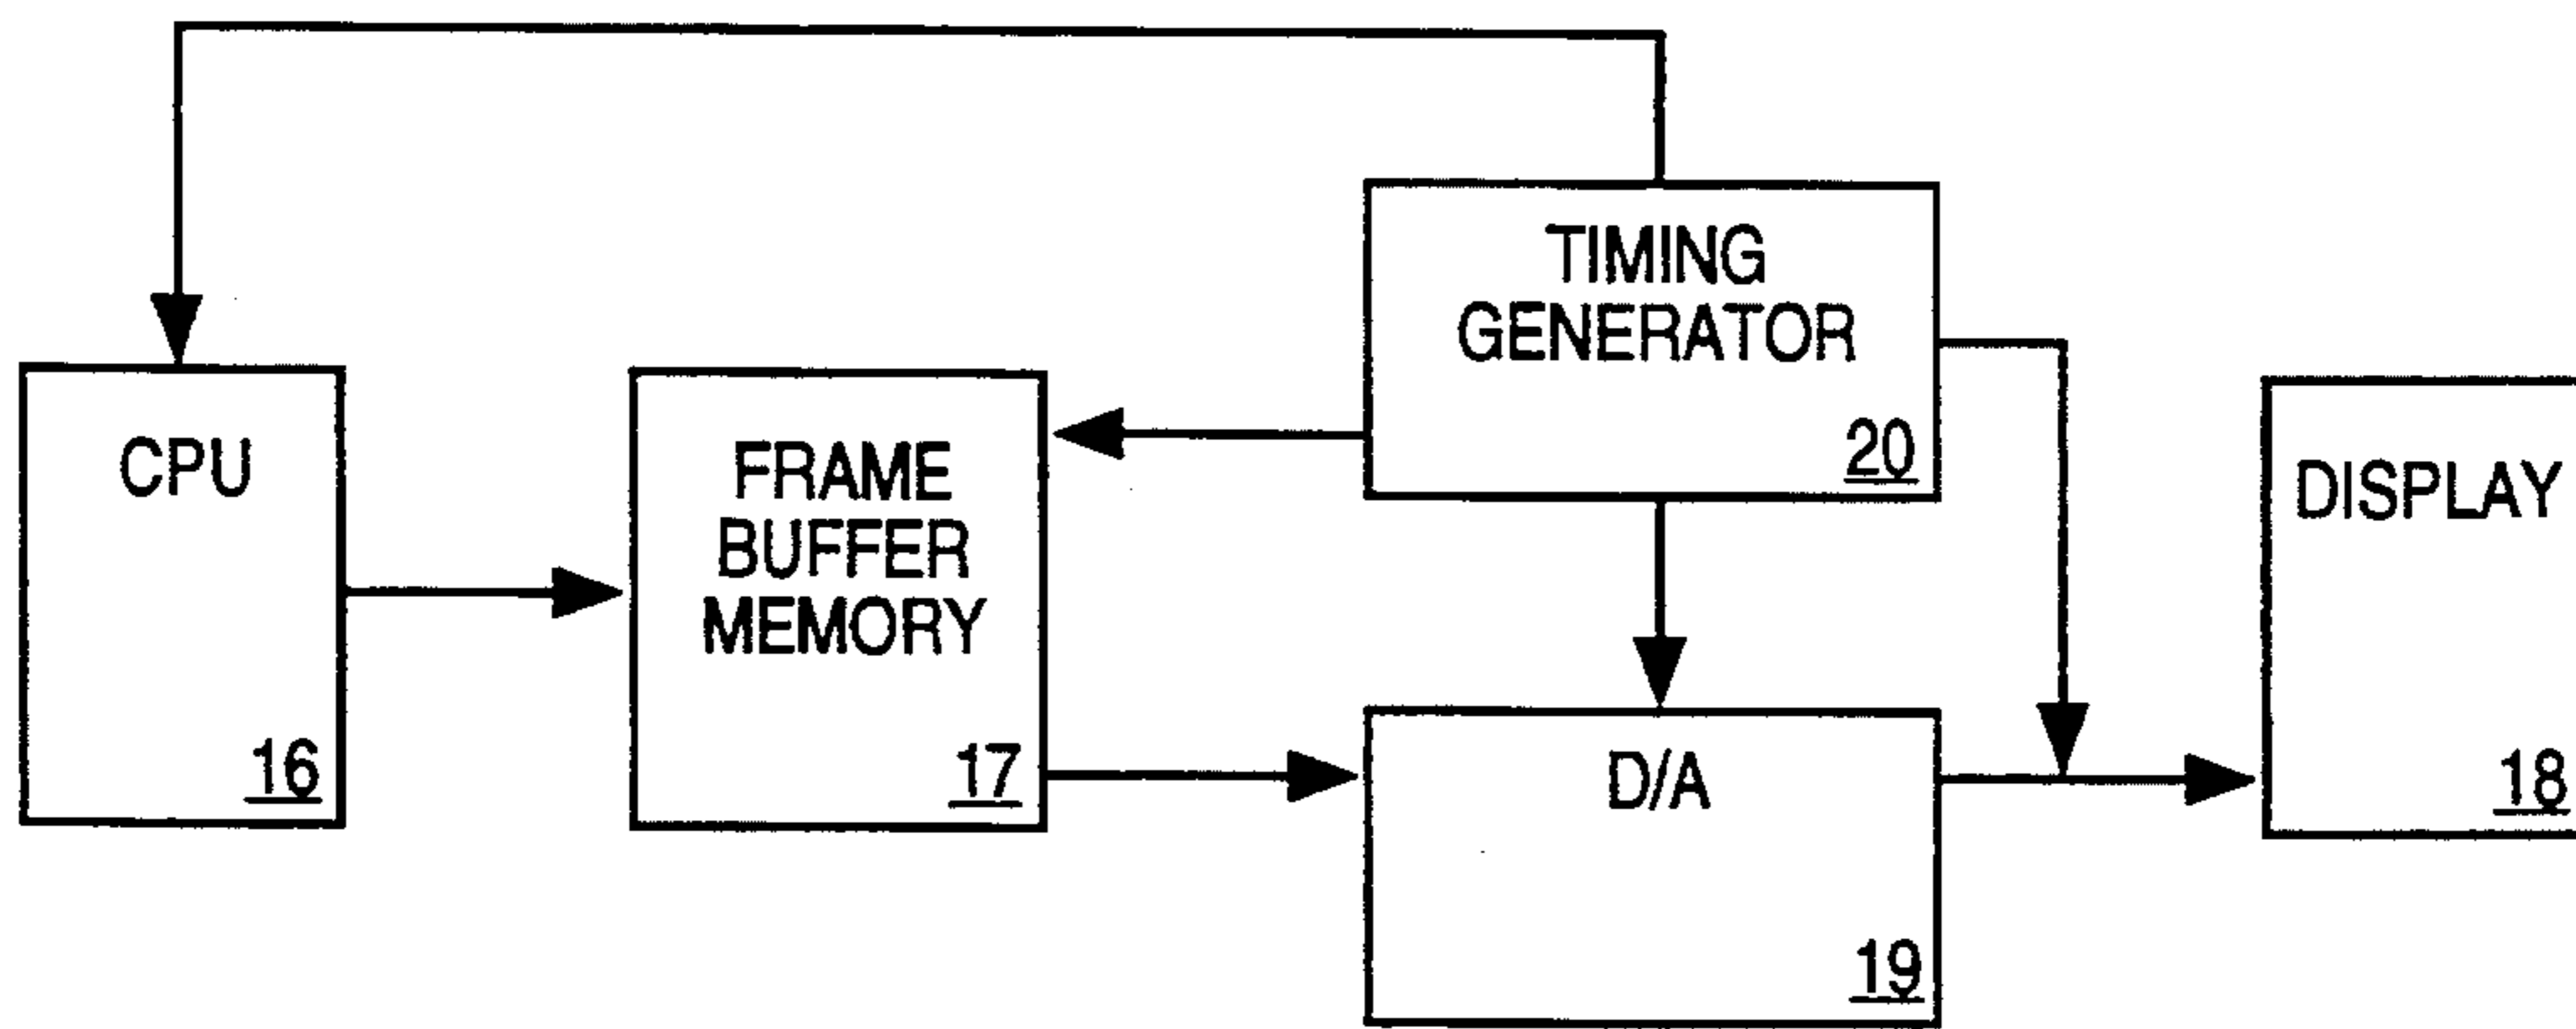 CPU
16
FRAME
BUFFER
MEMORY
17
TIMING
GENERATOR
20
D/A
19
DISPLAY
18